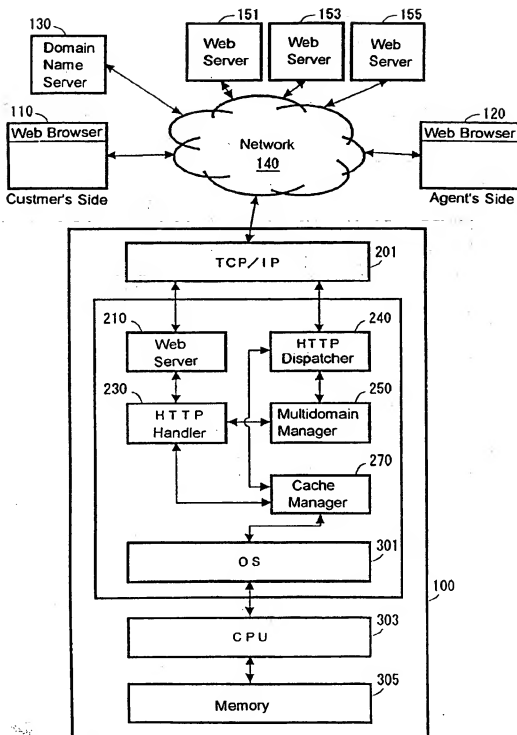 130
Domain
Name
Server
151
Web
Server
153
Web
Server
155
Web
Server
110
Web Browser
Custmer's Side
Network
140
120
Web Browser
Agent's Side
201
TCP/IP
210
Web
Server
240
HTTP
Dispatcher
230
HTTP
Handler
250
Multidomain
Manager
270
Cache
Manager
301
OS
100
303
CPU
305
Memory